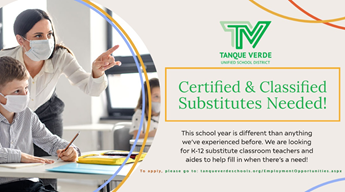 TANQUE VERDE
UNIFIED SCHOOL DISTRICT
Certified & Classified
Substitutes Needed!
This school year is different than anything
we've experienced before. We are looking
for K-12 substitute classroom teachers and
aides to help fill in when there's a need!
To apply, please go to: tanqueverdeschools.org/EmploymentOpportunities.aspx